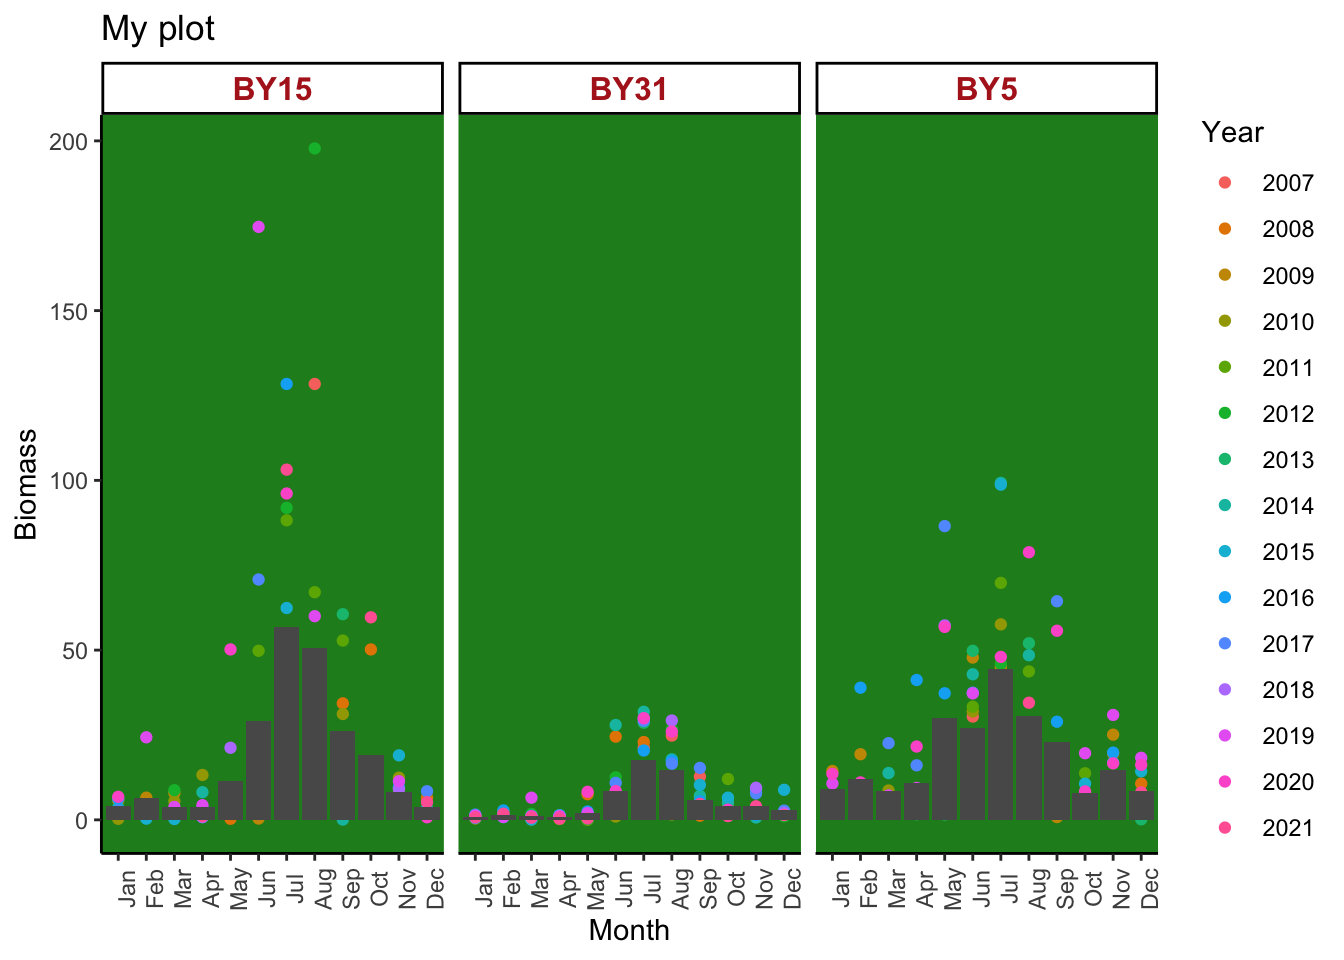 My plot
BY15 BY31 BY5
200
150
100
50
0
Biomass
Jan Feb Mar Apr May Jun Jul Aug Sep Oct Nov Dec
Jan Feb Mar Apr May Jun Jul Aug Sep Oct Nov Dec
Jan Feb Mar Apr May Jun Jul Aug Sep Oct Nov Dec
Month
Year
2007
2008
2009
2010
2011
2012
2013
2014
2015
2016
2017
2018
2019
2020
2021